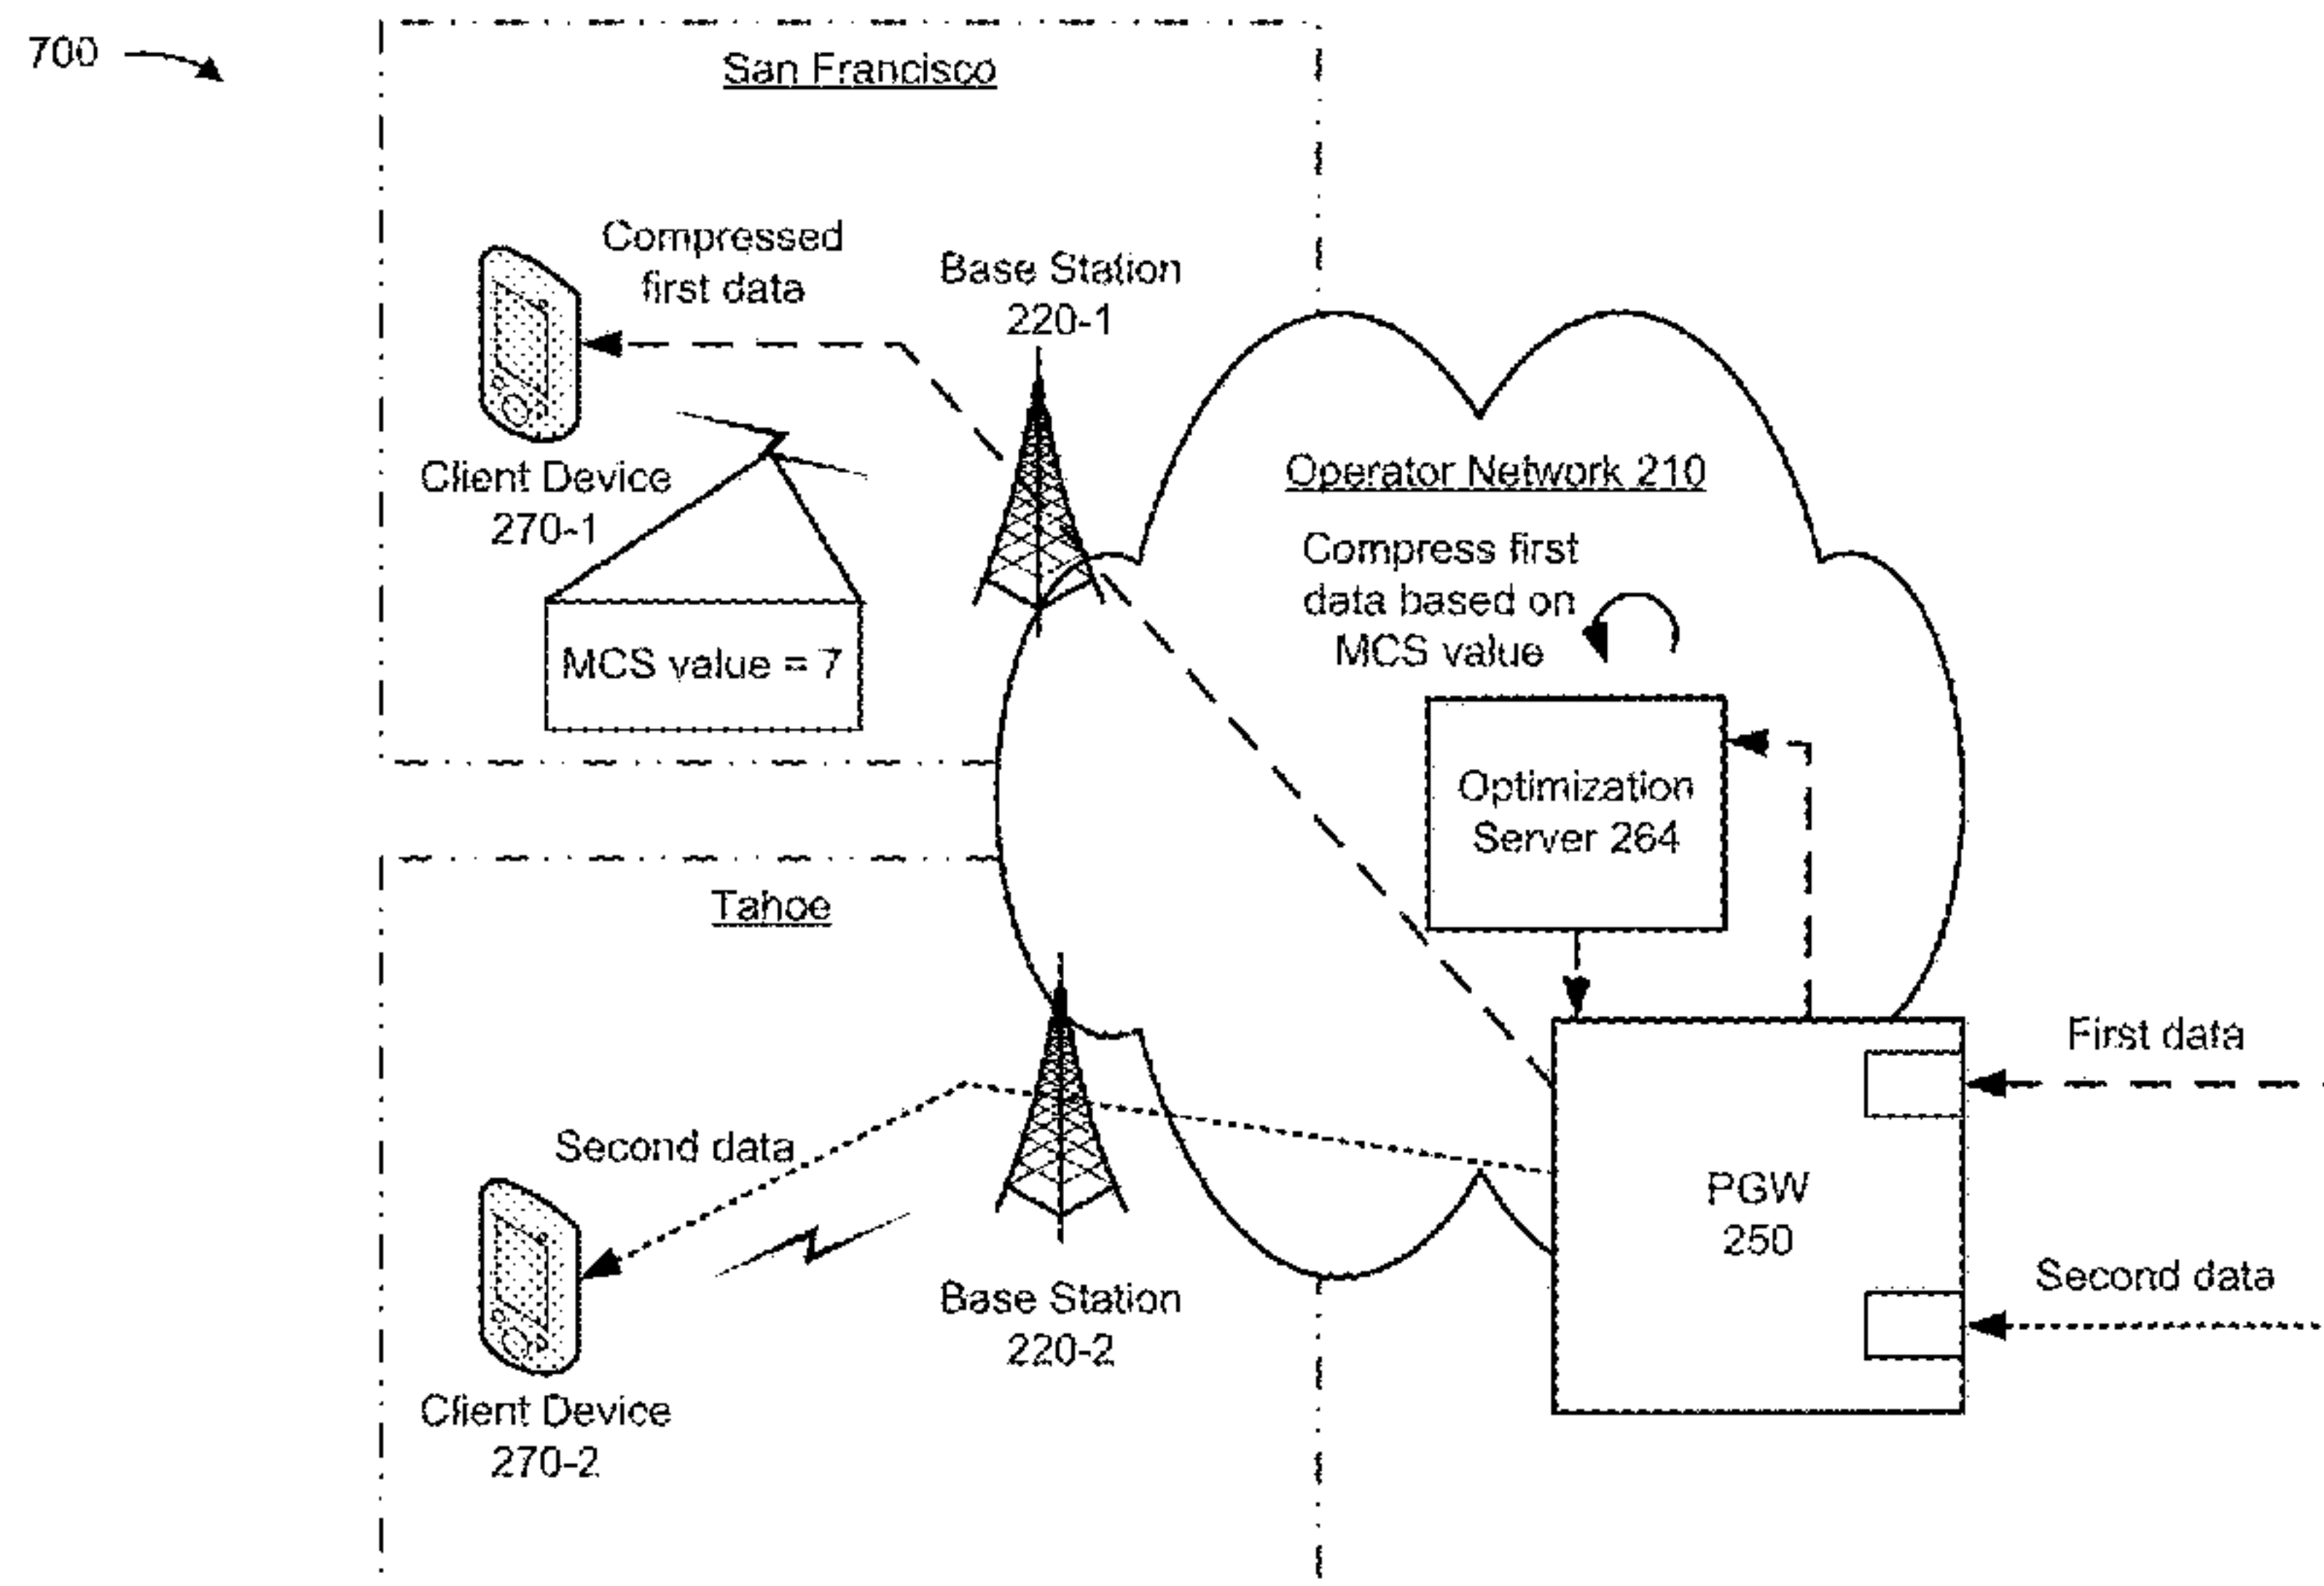 700
San Francisco
Compressed
first data
Base Station
220-1
Client Device
270-1
MCS value = 7
Operator Network 210
Compress first
data based on
MCS value
Optimization
Server 264
Tahoe
First data
Second data
PGW
250
Second data
Base Station
220-2
Client Device
270-2